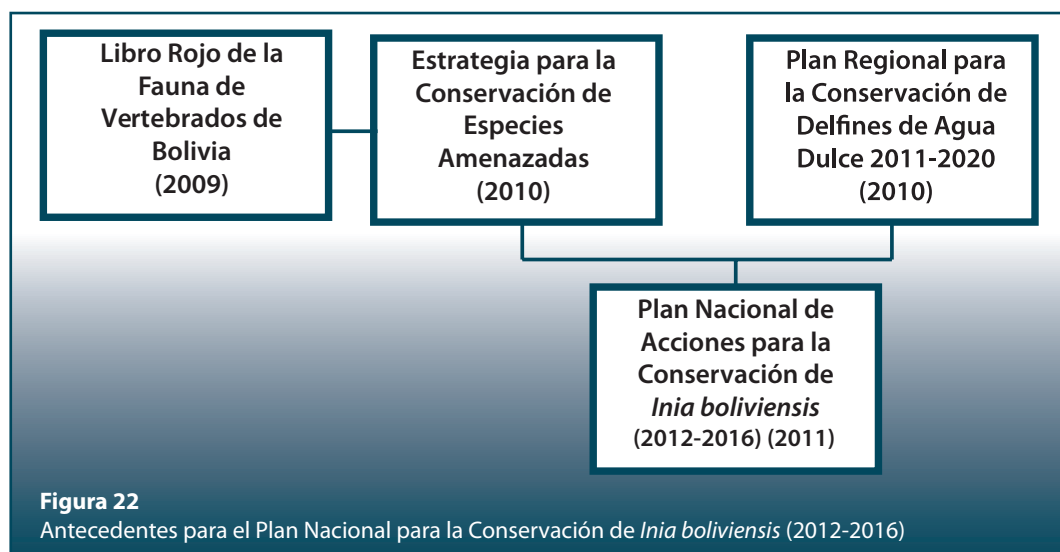 Libro Rojo de la
Fauna de
Vertebrados de
Bolivia
(2009)
Estrategia para la
Conservación de
Especies
Amenazadas
(2010)
Plan Regional para
la Conservación de
Delfines de Agua
Dulce 2011-2020
(2010)
Plan Nacional de
Acciones para la
Conservación de
Inia boliviensis
(2012-2016) (2011)
Figura 22
Antecedentes para el Plan Nacional para la Conservación de Inia boliviensis (2012-2016)